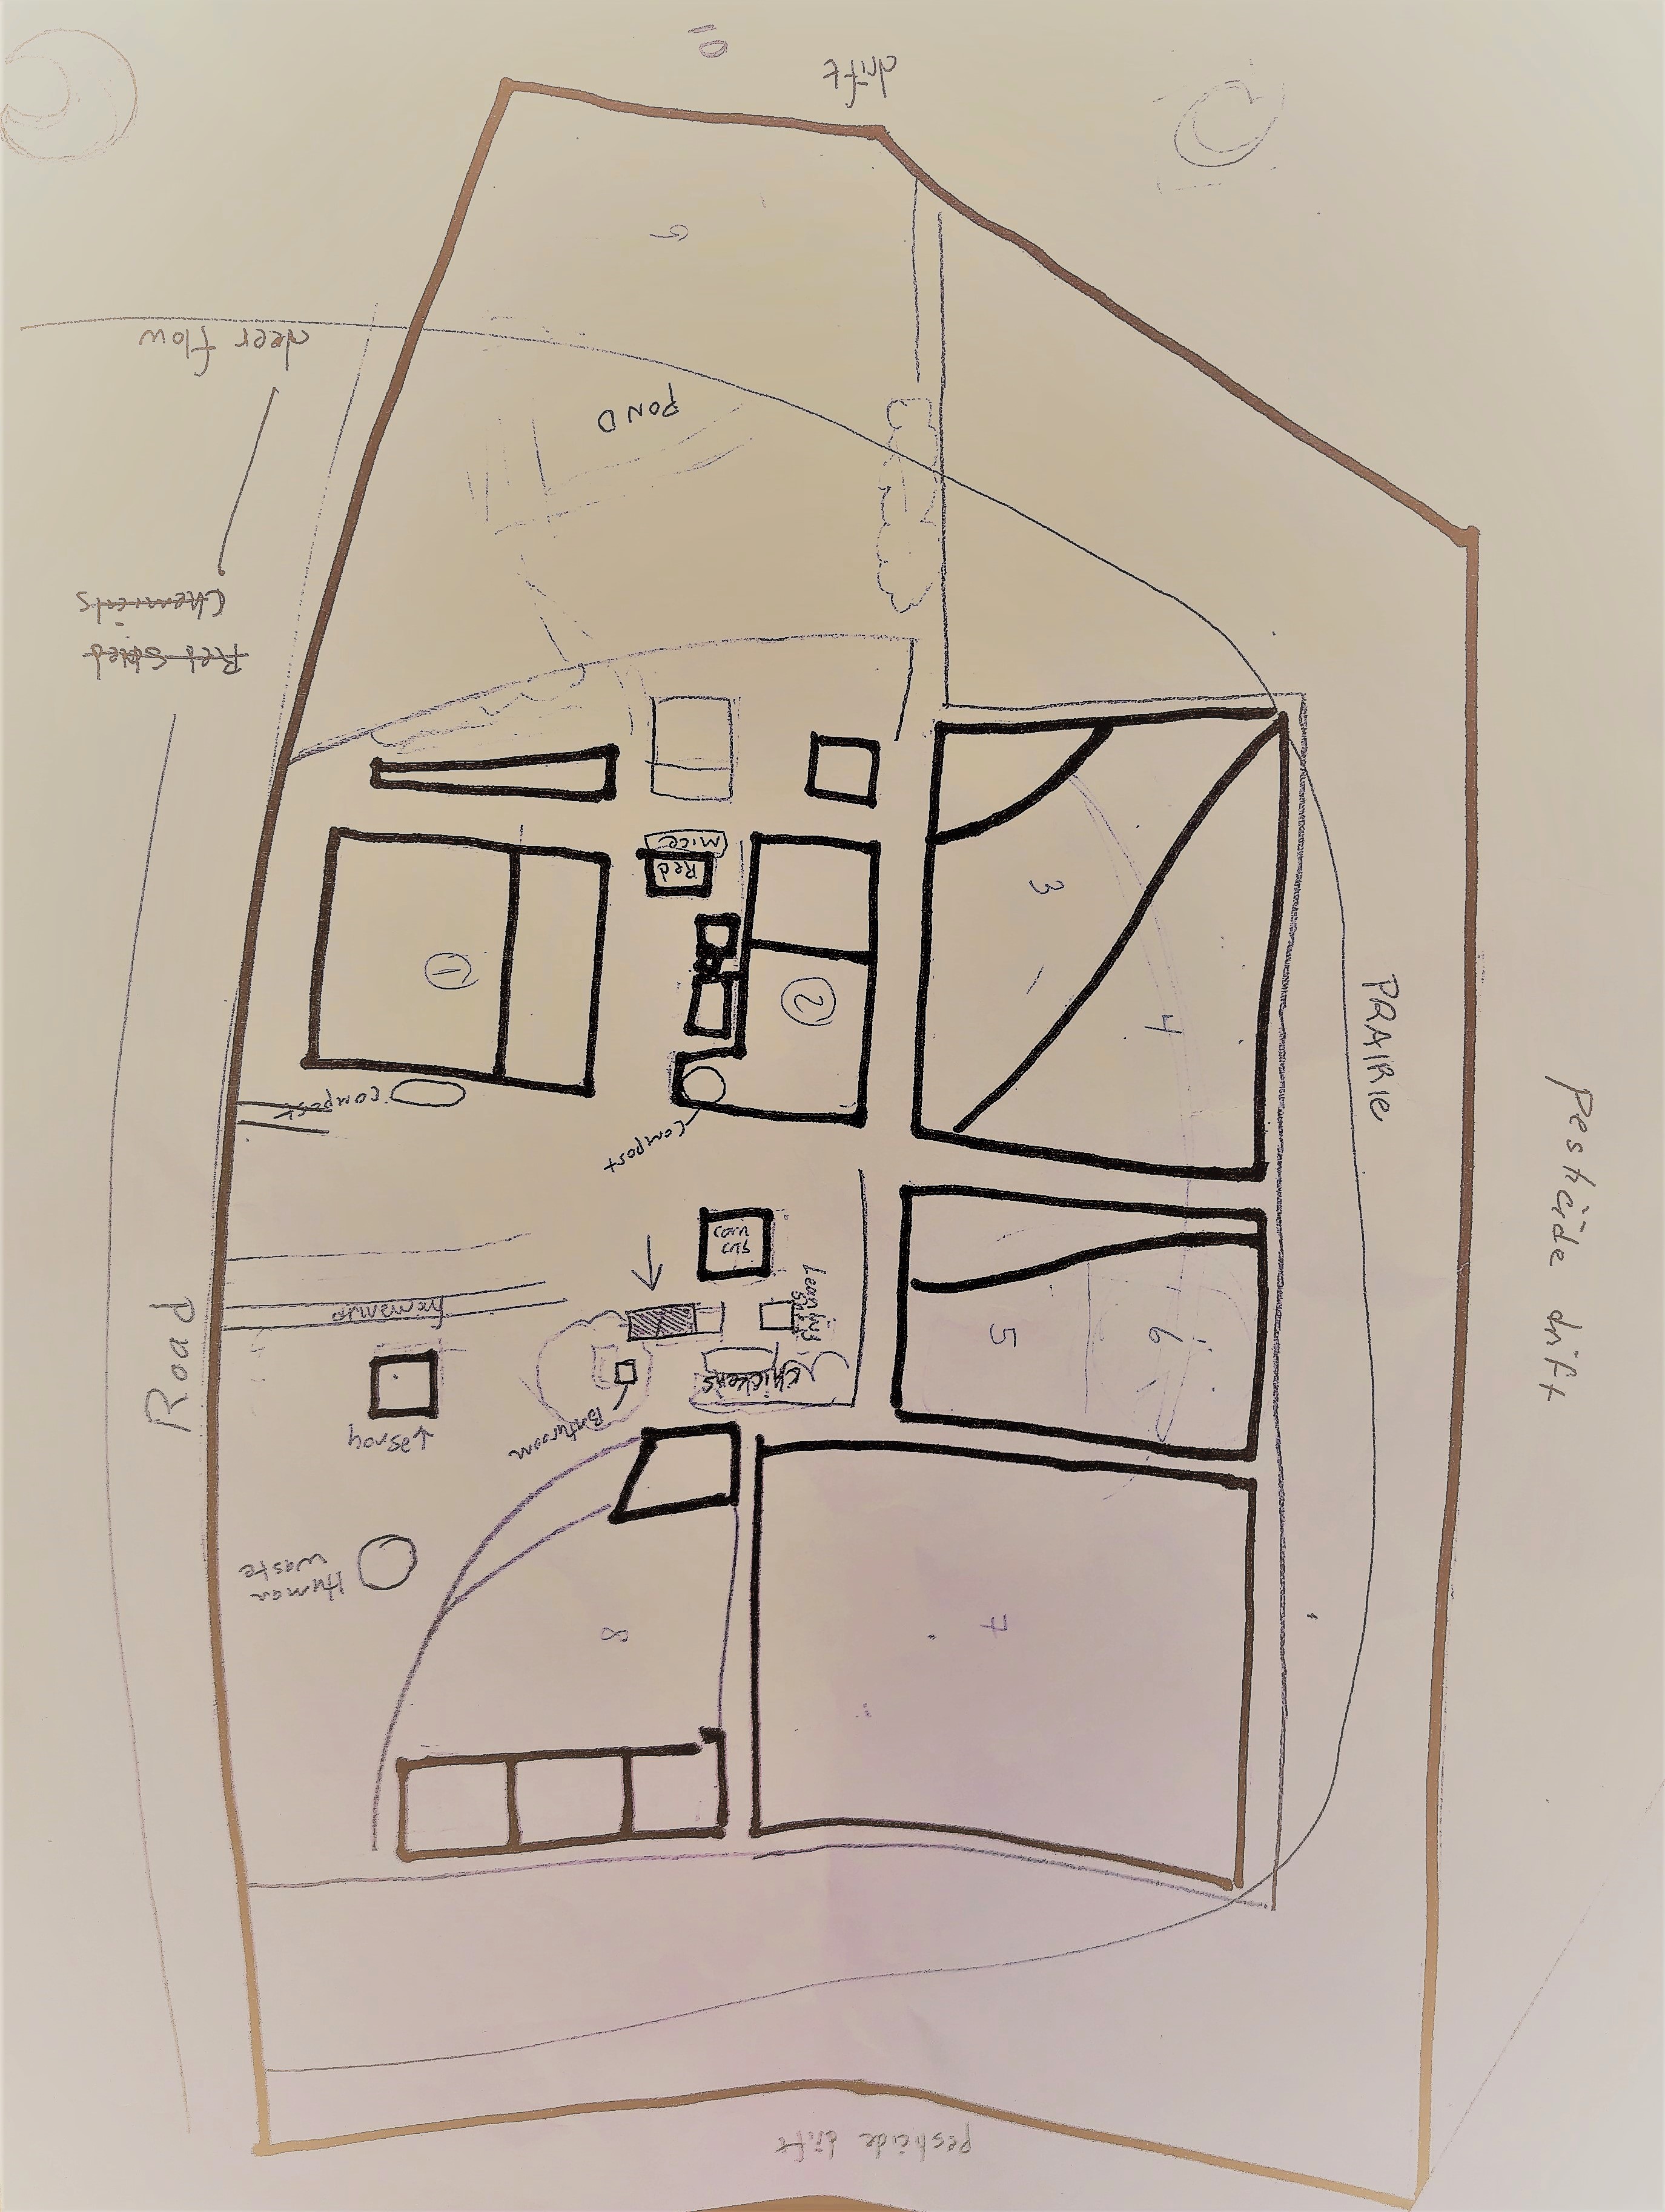 10
drift
9
deer flow
POND
Chemicals
Red Shed
Mice
Red
3
1
2
4
PRAIRIE
compost
compost
Pesticide drift
corn
crib
Leaning
Road
driveway
chickens
5
6
Bathroom
house↑
Human
waste
8
7
pesticide drift